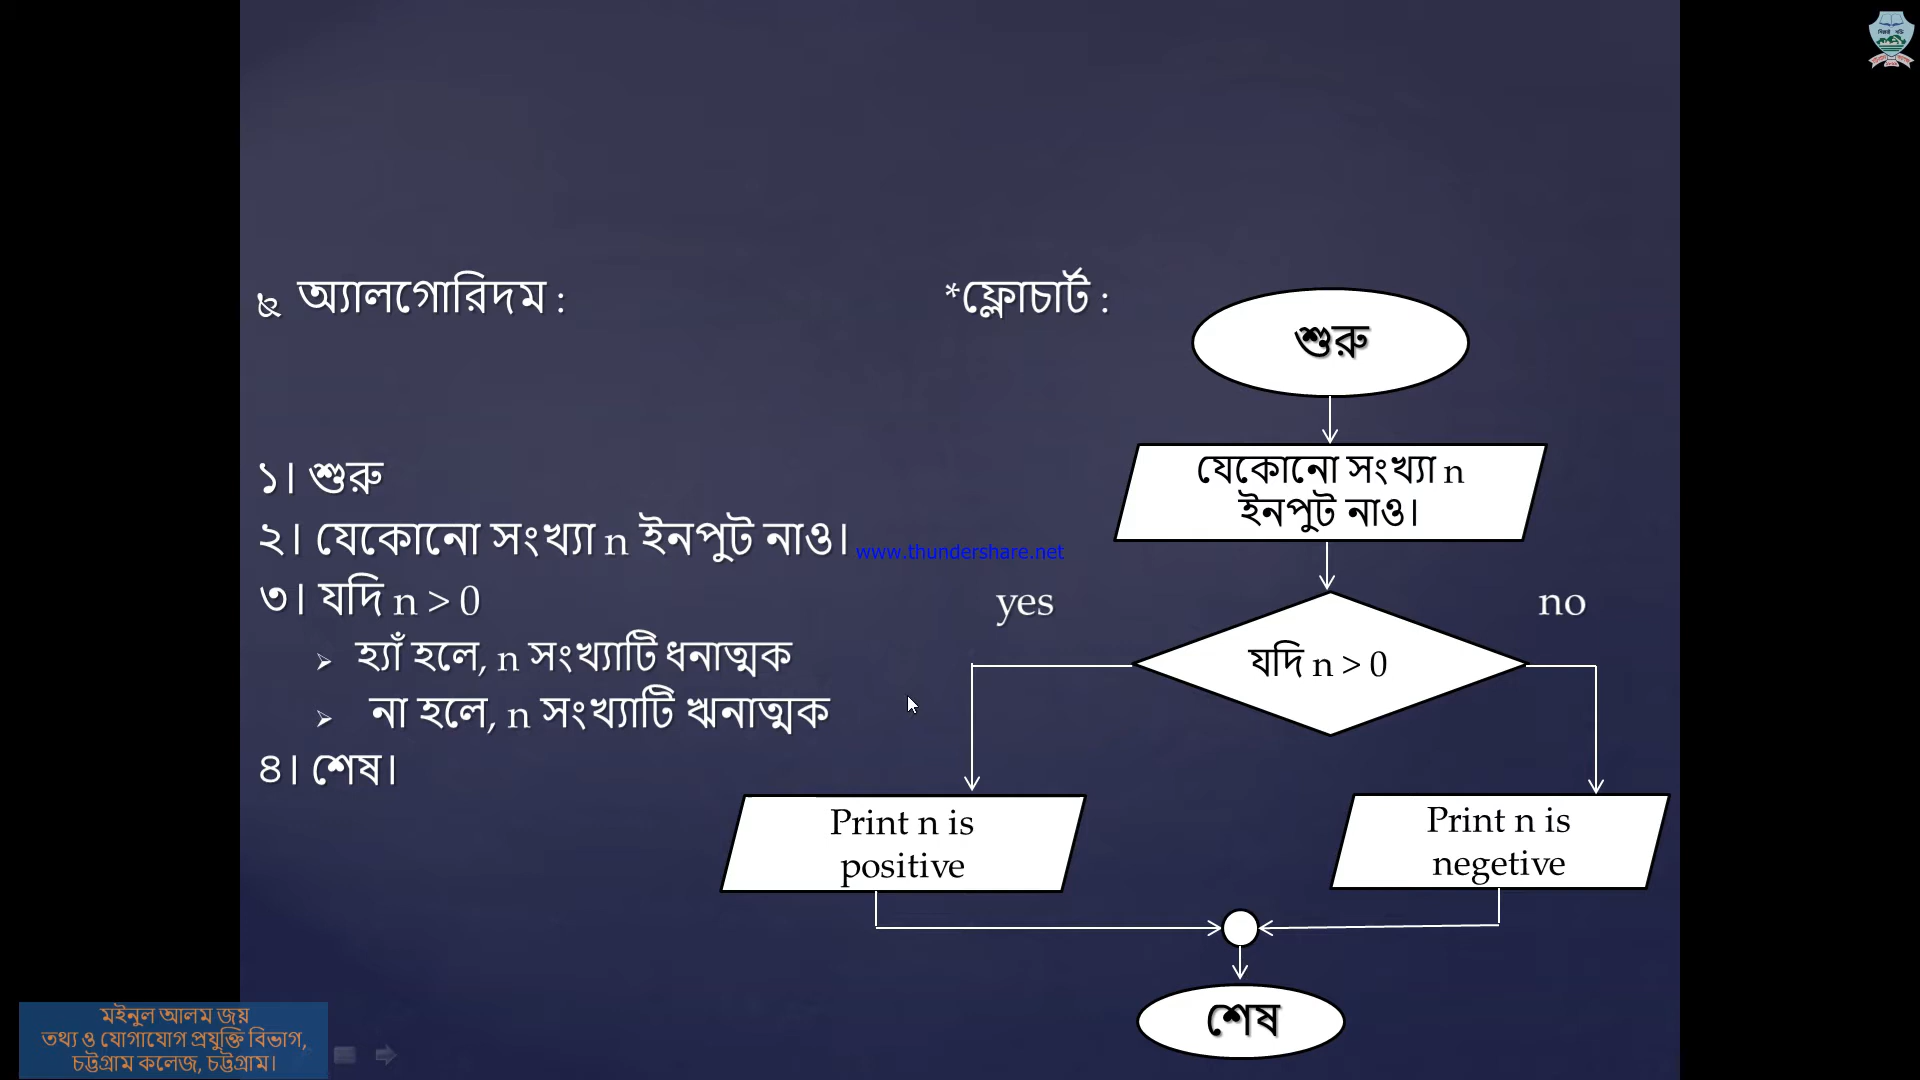 অ্যালগোরিদম :
১। শুরু
২। যেকোনো সংখ্যা n ইনপুট নাও।
৩। যদি n > 0
হ্যাঁ হলে, n সংখ্যাটি ধনাত্মক
না হলে, n সংখ্যাটি ঋনাত্মক
৪। শেষ।
*ফ্লোচার্ট :
শুরু
যেকোনো সংখ্যা n
ইনপুট নাও।
yes
no
যদি n > 0
Print n is
positive
Print n is
negetive
শেষ
www.thundershare.net
মইনুল আলম জয়
তথ্য ও যোগাযোগ প্রযুক্তি বিভাগ,
চট্টগ্রাম কলেজ, চট্টগ্রাম।